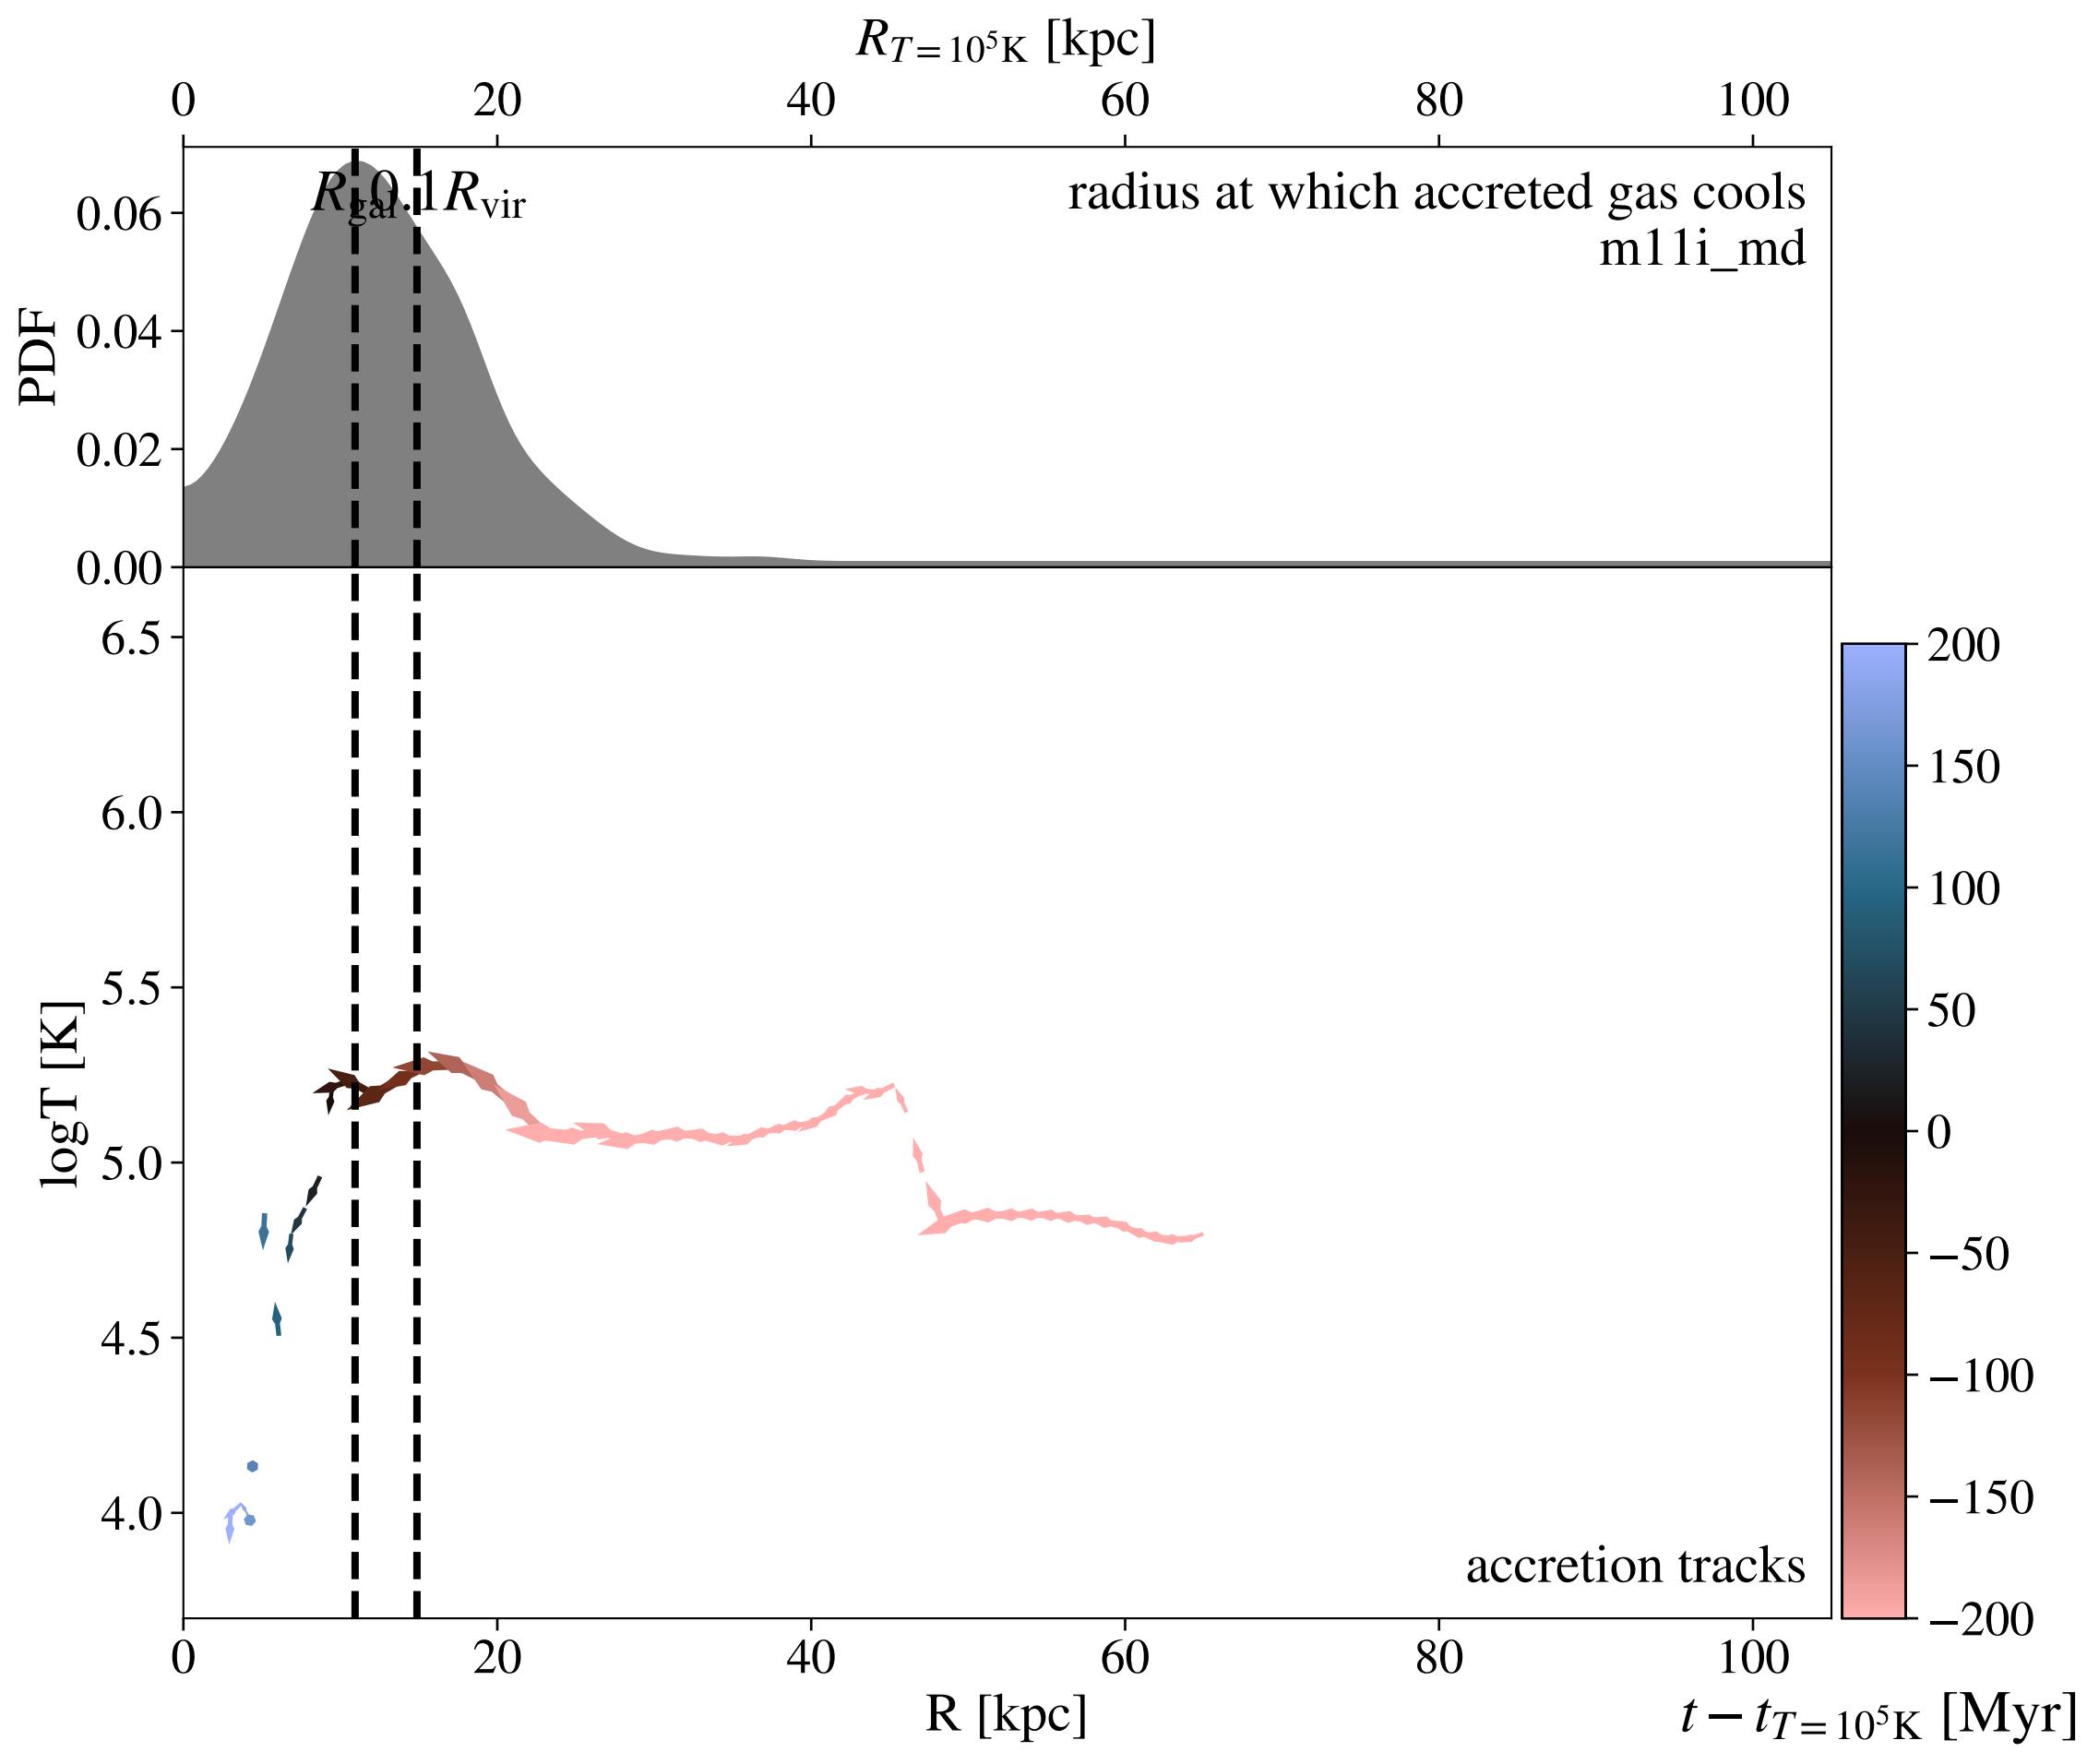 R_{T=10^5K} [kpc]
0 20 40 60 80 100
R_gal 0.1R_vir
radius at which accreted gas cools
m11i_md
PDF
0.06
0.04
0.02
0.00
6.5
6.0
5.5
5.0
4.5
4.0
logT [K]
accretion tracks
0 20 40 60 80 100
R [kpc]
200
150
100
50
0
−50
−100
−150
−200
t − t_{T=10^5K} [Myr]